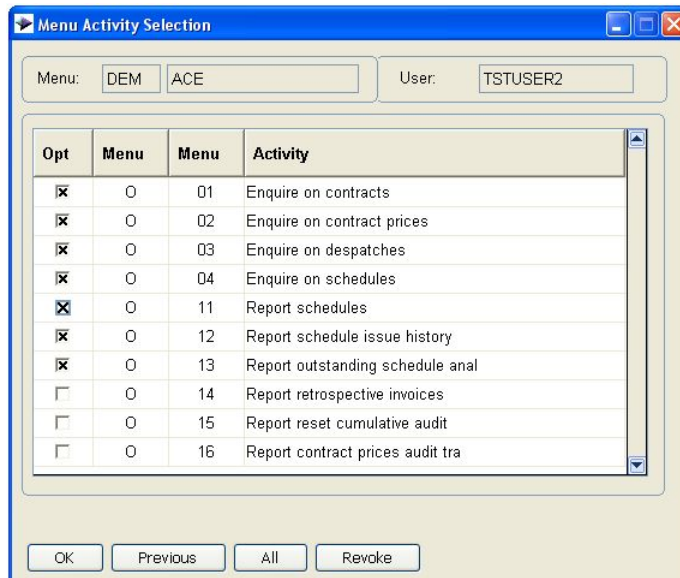 Menu Activity Selection
Menu: DEM ACE User: TSTUSER2
Opt Menu Menu Activity
O 01 Enquire on contracts
O 02 Enquire on contract prices
O 03 Enquire on despatches
O 04 Enquire on schedules
O 11 Report schedules
O 12 Report schedule issue history
O 13 Report outstanding schedule anal
O 14 Report retrospective invoices
O 15 Report reset cumulative audit
O 16 Report contract prices audit tra
OK Previous All Revoke